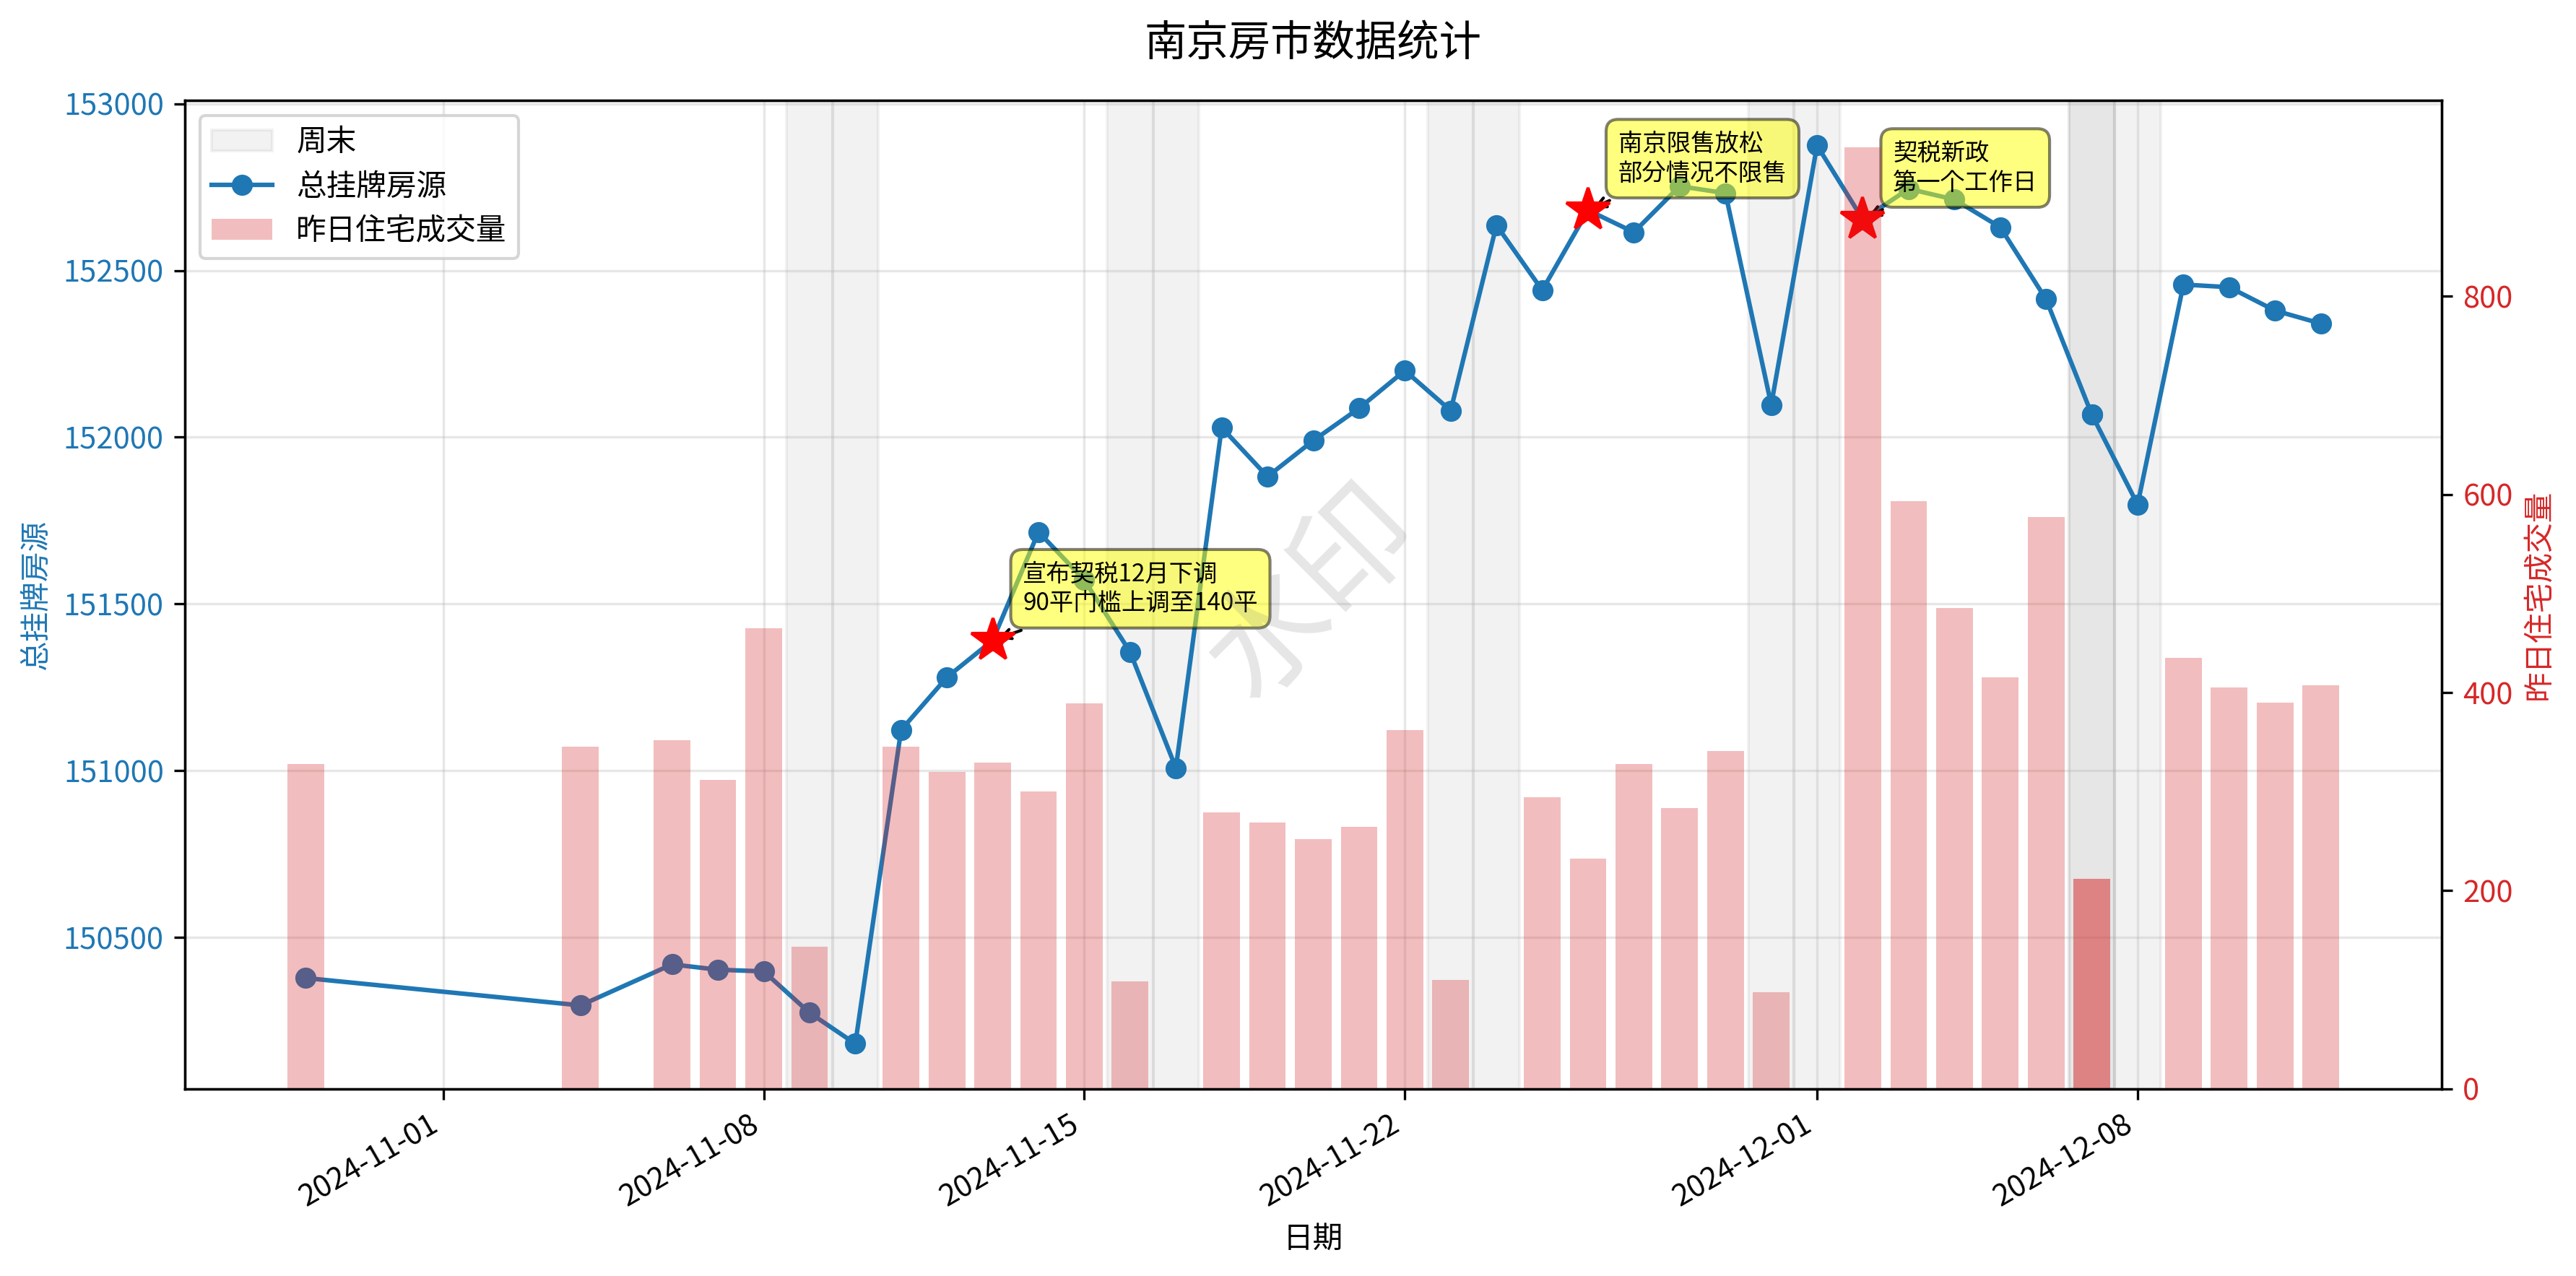 南京房市数据统计
153000
152500
152000
151500
151000
150500
总挂牌房源
周末
总挂牌房源
昨日住宅成交量
南京限售放松
部分情况不限售
契税新政
第一个工作日
宣布契税12月下调
90平门槛上调至140平
水印
800
600
400
200
0
昨日住宅成交量
2024-11-01
2024-11-08
2024-11-15
2024-11-22
2024-12-01
2024-12-08
日期